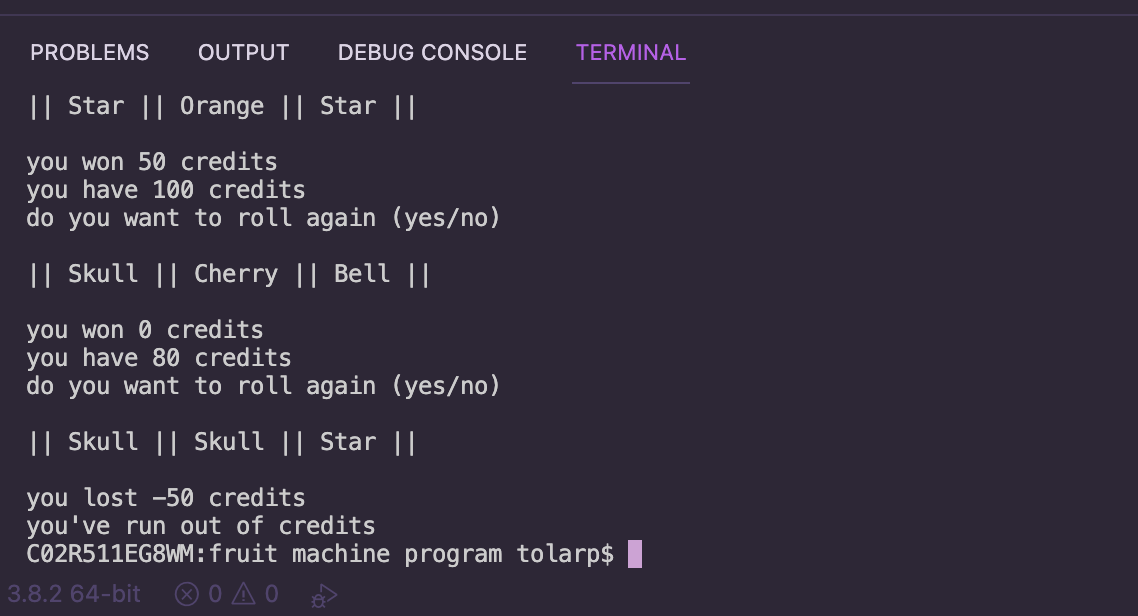 PROBLEMS OUTPUT DEBUG CONSOLE TERMINAL
|| Star || Orange || Star ||
you won 50 credits
you have 100 credits
do you want to roll again (yes/no)
|| Skull || Cherry || Bell ||
you won 0 credits
you have 80 credits
do you want to roll again (yes/no)
|| Skull || Skull || Star ||
you lost -50 credits
you've run out of credits
C02R511EG8WM:fruit machine program tolarp$
3.8.2 64-bit 0 0